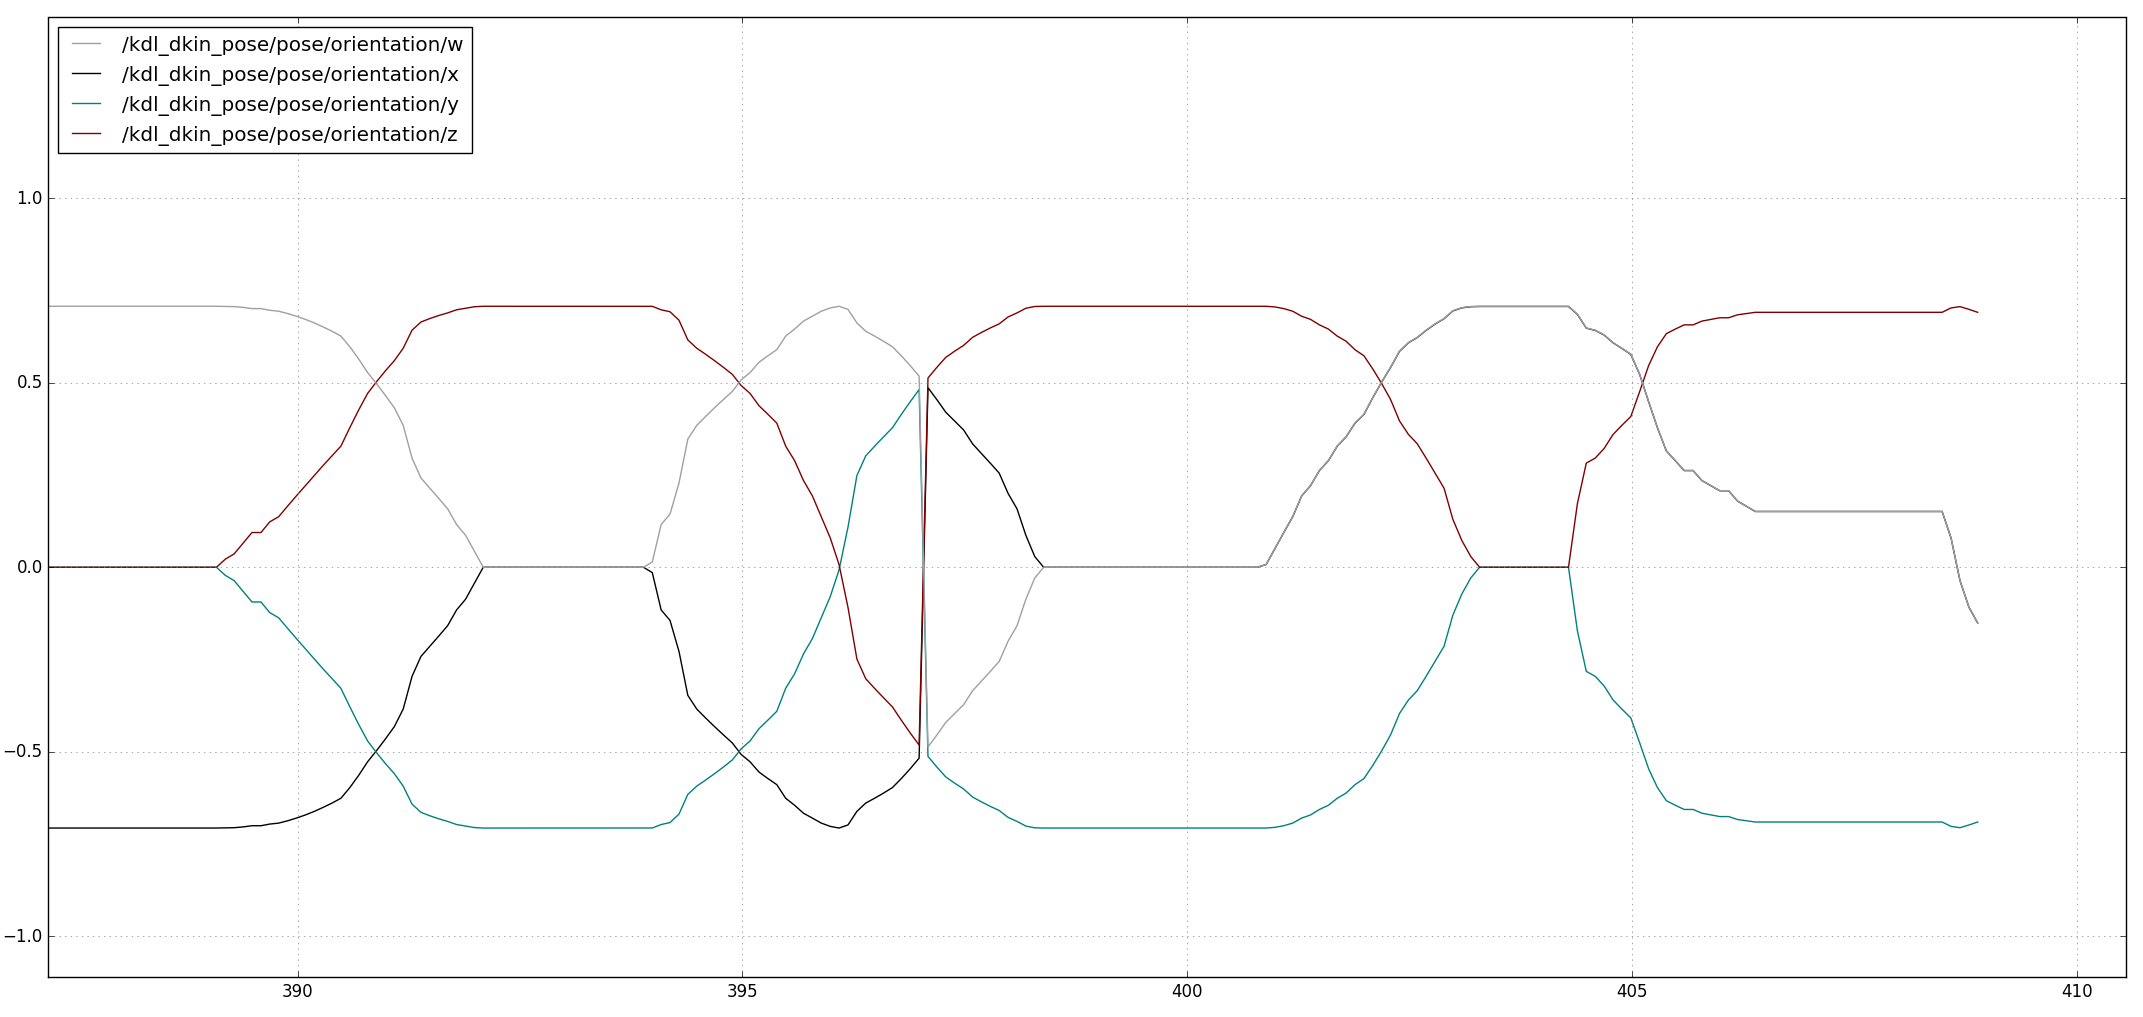 /kdl_dkin_pose/pose/orientation/w
/kdl_dkin_pose/pose/orientation/x
/kdl_dkin_pose/pose/orientation/y
/kdl_dkin_pose/pose/orientation/z
1.0
0.5
0.0
−0.5
−1.0
390 395 400 405 410